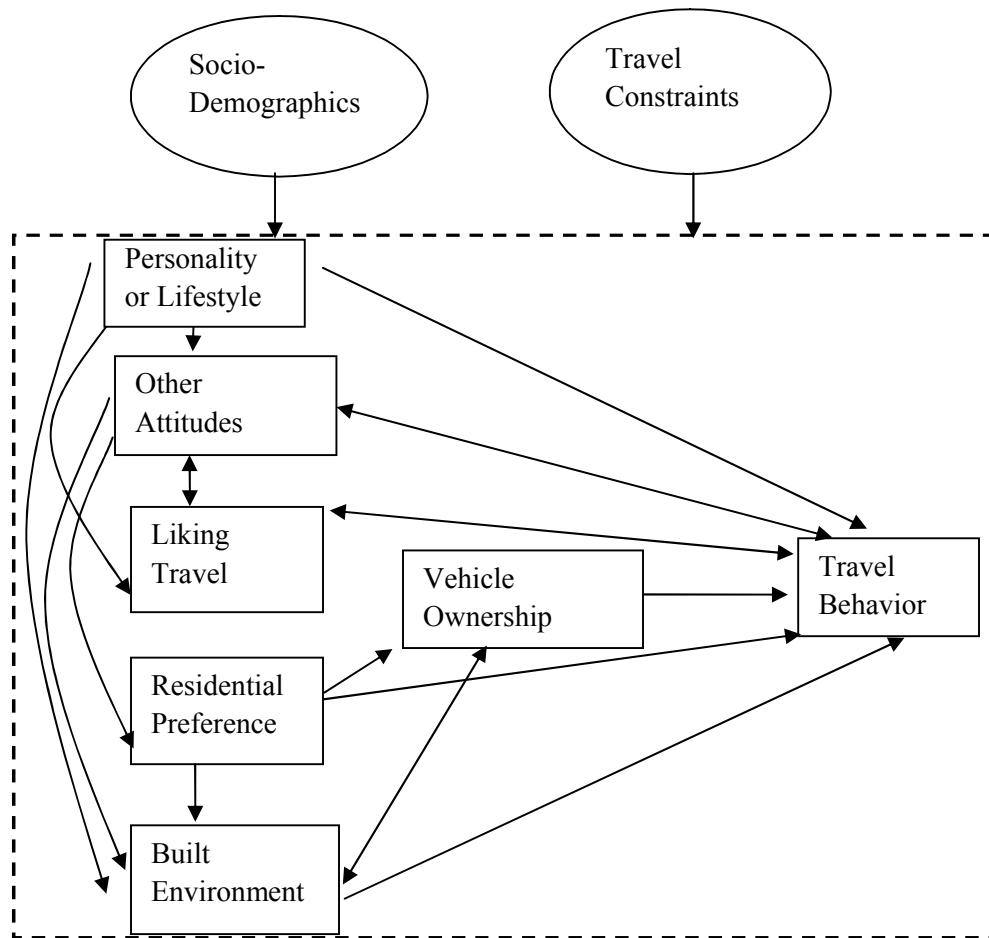 Socio-
Demographics
Travel
Constraints
Personality
or Lifestyle
Other
Attitudes
Liking
Travel
Vehicle
Ownership
Travel
Behavior
Residential
Preference
Built
Environment